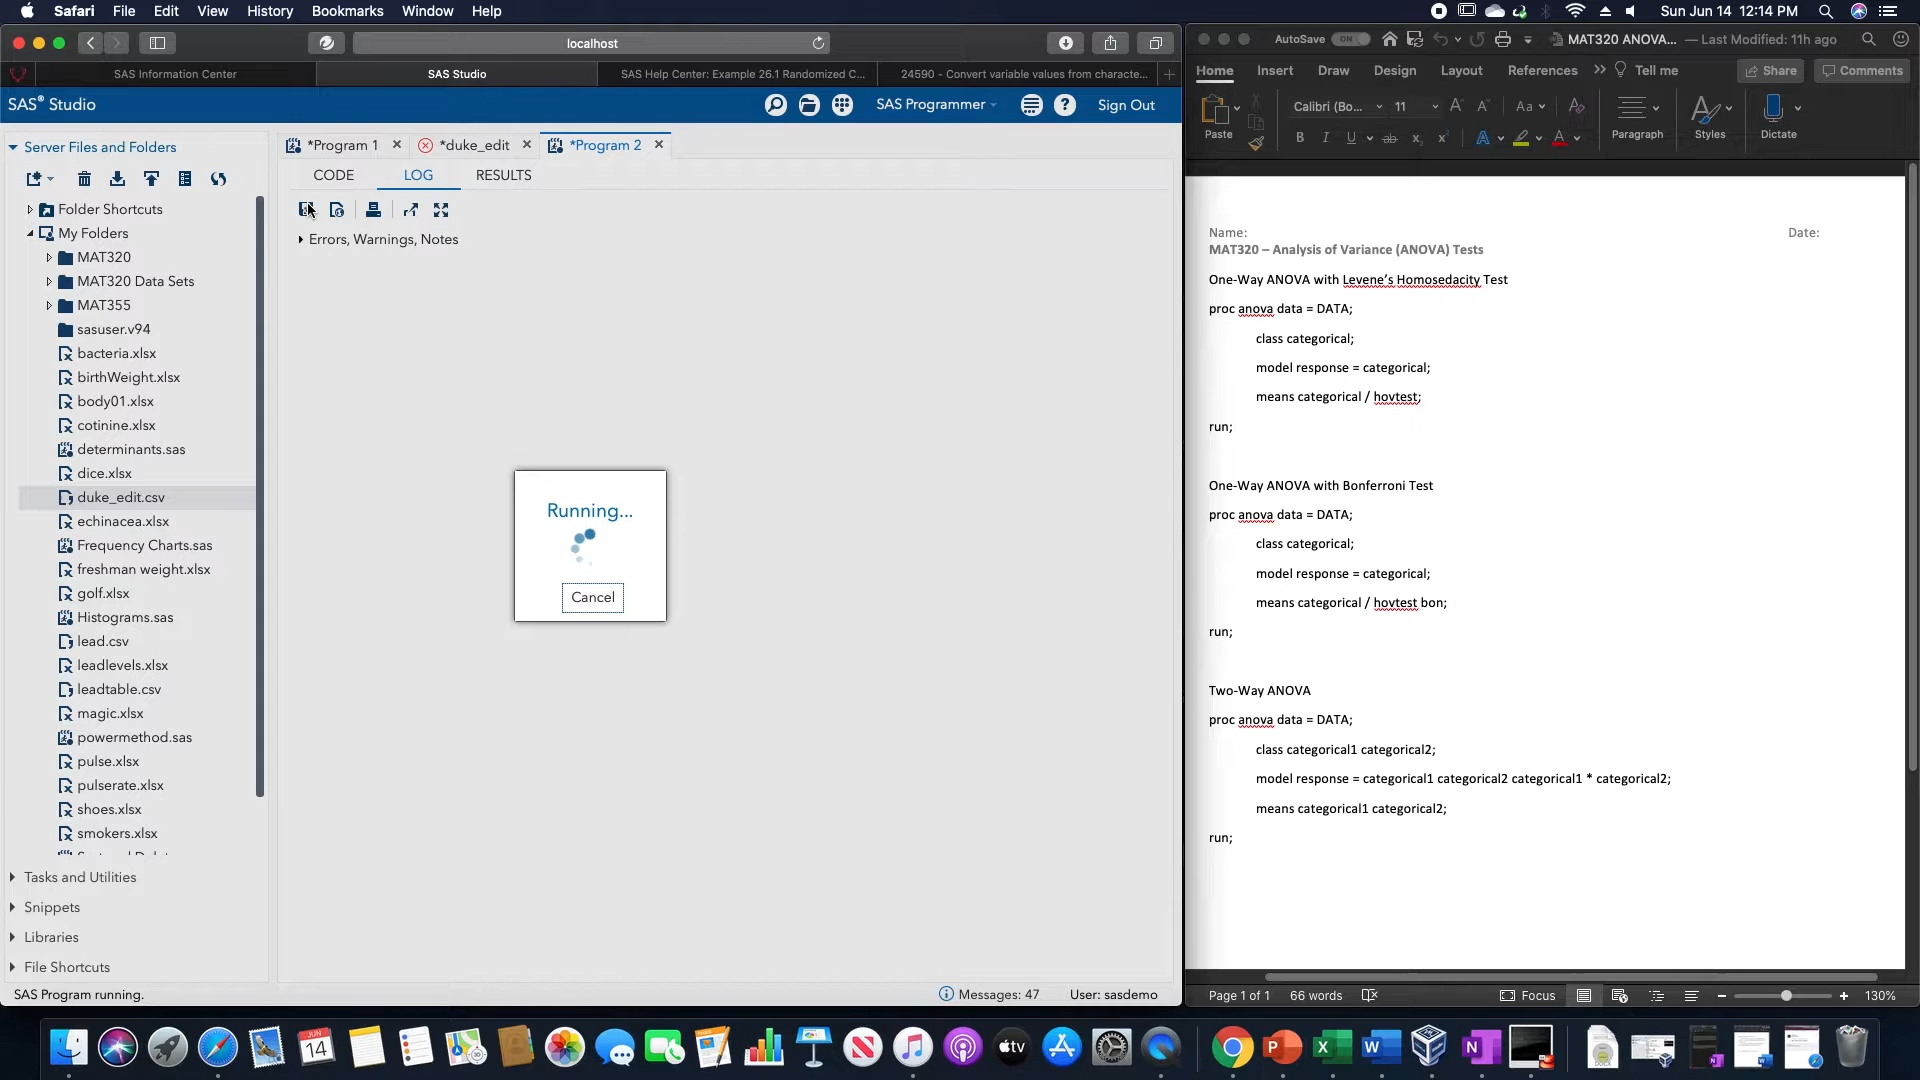 Safari File Edit View History Bookmarks Window Help
Sun Jun 14 12:14 PM
localhost
SAS Information Center
SAS Studio
SAS Help Center: Example 26.1 Randomized C...
24590 - Convert variable values from characte...
SAS® Studio
SAS Programmer
Sign Out
Server Files and Folders
Folder Shortcuts
My Folders
MAT320
MAT320 Data Sets
MAT355
sasuser.v94
bacteria.xlsx
birthWeight.xlsx
body01.xlsx
cotinine.xlsx
determinants.sas
dice.xlsx
duke_edit.csv
echinacea.xlsx
Frequency Charts.sas
freshman weight.xlsx
golf.xlsx
Histograms.sas
lead.csv
leadlevels.xlsx
leadtable.csv
magic.xlsx
powermethod.sas
pulse.xlsx
pulserate.xlsx
shoes.xlsx
smokers.xlsx
Tasks and Utilities
Snippets
Libraries
File Shortcuts
*Program 1
*duke_edit
*Program 2
CODE
LOG
RESULTS
Errors, Warnings, Notes
Running...
Cancel
SAS Program running.
Messages: 47
User: sasdemo
AutoSave ON
MAT320 ANOVA...
— Last Modified: 11h ago
Home Insert Draw Design Layout References Tell me
Share
Comments
Paste
Calibri (Bo...
11
Paragraph
Styles
Dictate
Name:
Date:
MAT320 – Analysis of Variance (ANOVA) Tests
One-Way ANOVA with Levene's Homosedacity Test
proc anova data = DATA;
class categorical;
model response = categorical;
means categorical / hovtest;
run;
One-Way ANOVA with Bonferroni Test
proc anova data = DATA;
class categorical;
model response = categorical;
means categorical / hovtest bon;
run;
Two-Way ANOVA
proc anova data = DATA;
class categorical1 categorical2;
model response = categorical1 categorical2 categorical1 * categorical2;
means categorical1 categorical2;
run;
Page 1 of 1
66 words
Focus
130%
JUN
14
tv